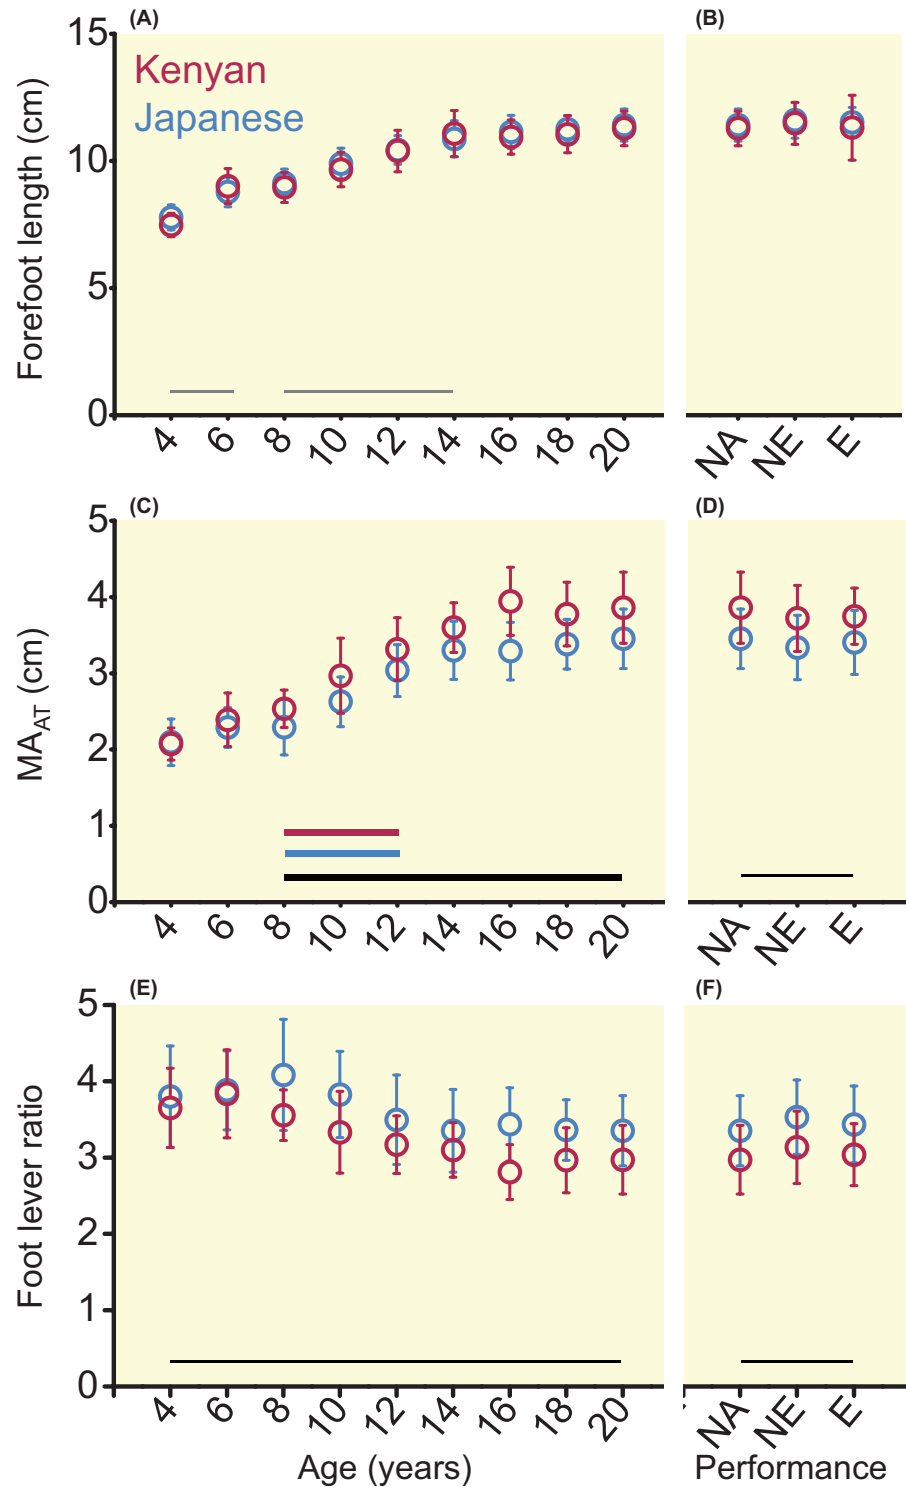 (A)
(B)
Kenyan
Japanese
Forefoot length (cm)
15
10
5
0
4 6 8 10 12 14 16 18 20
NA NE E
(C)
(D)
MA_AT (cm)
5
4
3
2
1
0
4 6 8 10 12 14 16 18 20
NA NE E
(E)
(F)
Foot lever ratio
5
4
3
2
1
0
4 6 8 10 12 14 16 18 20
NA NE E
Age (years)
Performance